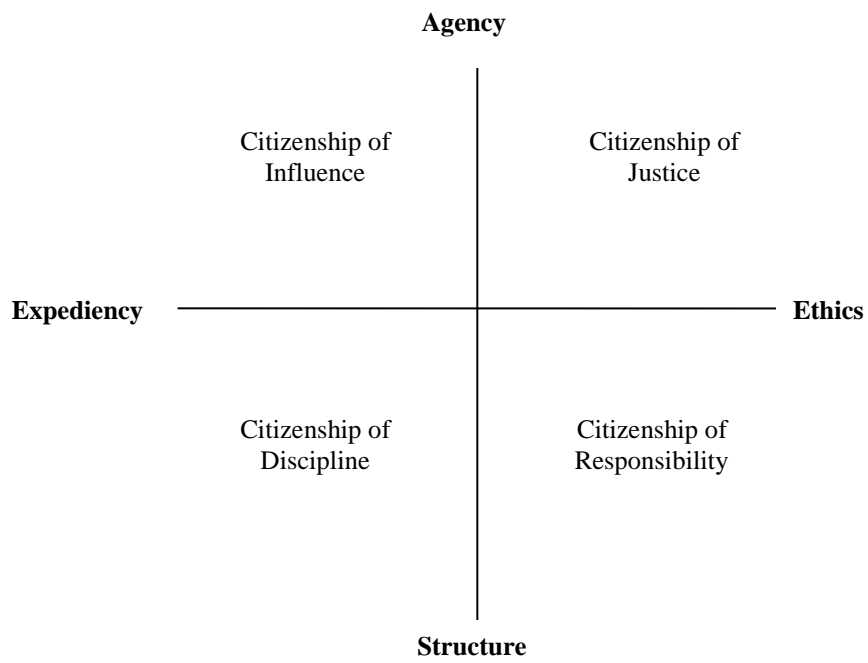 Agency
Citizenship of
Influence
Citizenship of
Justice
Expediency
Ethics
Citizenship of
Discipline
Citizenship of
Responsibility
Structure